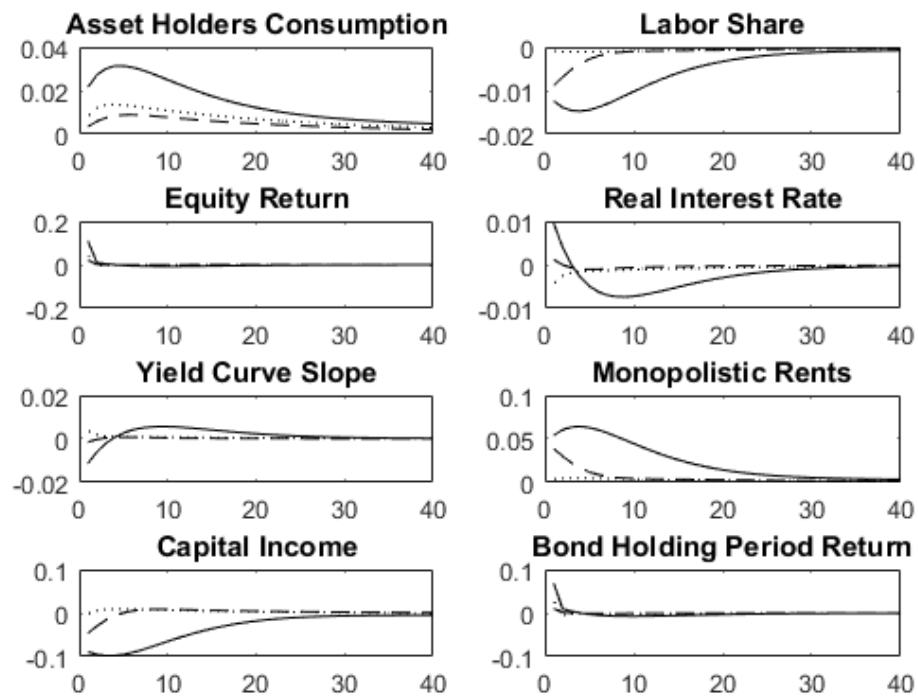 Asset Holders Consumption
0.04
0.02
0
0 10 20 30 40
Labor Share
0
-0.01
-0.02
0 10 20 30 40
Equity Return
0.2
0
-0.2
0 10 20 30 40
Real Interest Rate
0.01
0
-0.01
0 10 20 30 40
Yield Curve Slope
0.02
0
-0.02
0 10 20 30 40
Monopolistic Rents
0.1
0.05
0
0 10 20 30 40
Capital Income
0.1
0
-0.1
0 10 20 30 40
Bond Holding Period Return
0.1
0
-0.1
0 10 20 30 40